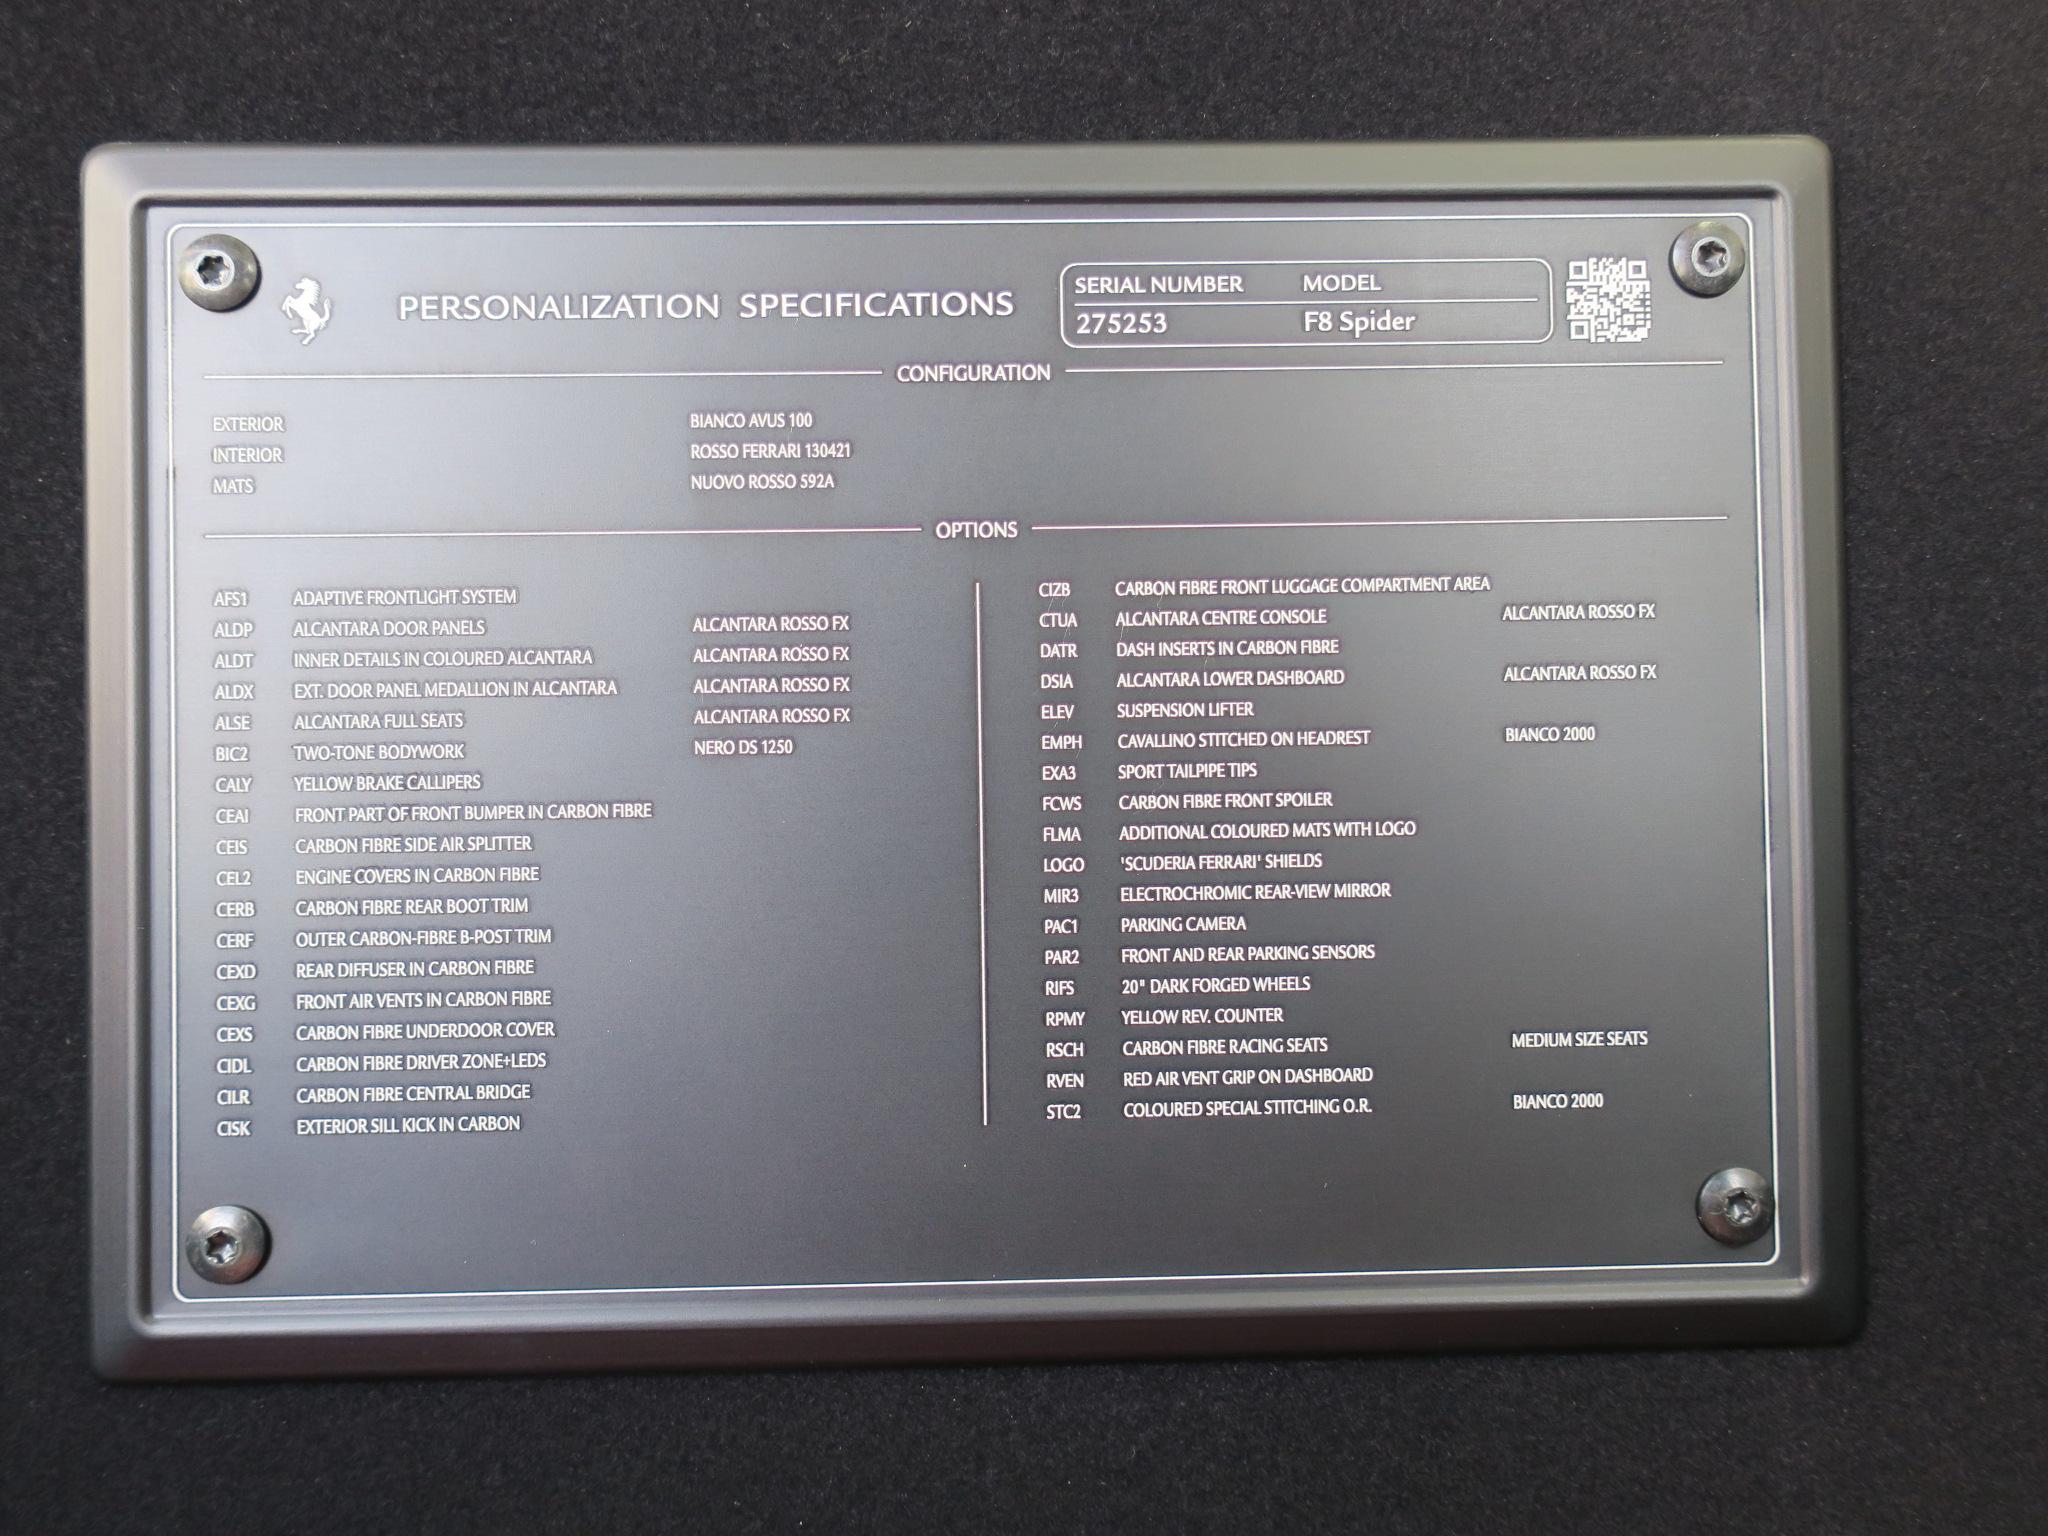 PERSONALIZATION SPECIFICATIONS
SERIAL NUMBER MODEL
275253 F8 Spider
CONFIGURATION
EXTERIOR BIANCO AVUS 100
INTERIOR ROSSO FERRARI 130421
MATS NUOVO ROSSO 592A
OPTIONS
AFS1 ADAPTIVE FRONTLIGHT SYSTEM
ALDP ALCANTARA DOOR PANELS ALCANTARA ROSSO FX
ALDT INNER DETAILS IN COLOURED ALCANTARA ALCANTARA ROSSO FX
ALDX EXT. DOOR PANEL MEDALLION IN ALCANTARA ALCANTARA ROSSO FX
ALSE ALCANTARA FULL SEATS ALCANTARA ROSSO FX
BIC2 TWO-TONE BODYWORK NERO DS 1250
CALY YELLOW BRAKE CALLIPERS
CEAI FRONT PART OF FRONT BUMPER IN CARBON FIBRE
CEIS CARBON FIBRE SIDE AIR SPLITTER
CEL2 ENGINE COVERS IN CARBON FIBRE
CERB CARBON FIBRE REAR BOOT TRIM
CERF OUTER CARBON-FIBRE B-POST TRIM
CEXD REAR DIFFUSER IN CARBON FIBRE
CEXG FRONT AIR VENTS IN CARBON FIBRE
CEXS CARBON FIBRE UNDERDOOR COVER
CIDL CARBON FIBRE DRIVER ZONE+LEDS
CILR CARBON FIBRE CENTRAL BRIDGE
CISK EXTERIOR SILL KICK IN CARBON
CIZB CARBON FIBRE FRONT LUGGAGE COMPARTMENT AREA
CTUA ALCANTARA CENTRE CONSOLE ALCANTARA ROSSO FX
DATR DASH INSERTS IN CARBON FIBRE
DSIA ALCANTARA LOWER DASHBOARD ALCANTARA ROSSO FX
ELEV SUSPENSION LIFTER
EMPH CAVALLINO STITCHED ON HEADREST BIANCO 2000
EXA3 SPORT TAILPIPE TIPS
FCWS CARBON FIBRE FRONT SPOILER
FLMA ADDITIONAL COLOURED MATS WITH LOGO
LOGO 'SCUDERIA FERRARI' SHIELDS
MIR3 ELECTROCHROMIC REAR-VIEW MIRROR
PAC1 PARKING CAMERA
PAR2 FRONT AND REAR PARKING SENSORS
RIFS 20" DARK FORGED WHEELS
RPMY YELLOW REV. COUNTER
RSCH CARBON FIBRE RACING SEATS MEDIUM SIZE SEATS
RVEN RED AIR VENT GRIP ON DASHBOARD
STC2 COLOURED SPECIAL STITCHING O.R. BIANCO 2000